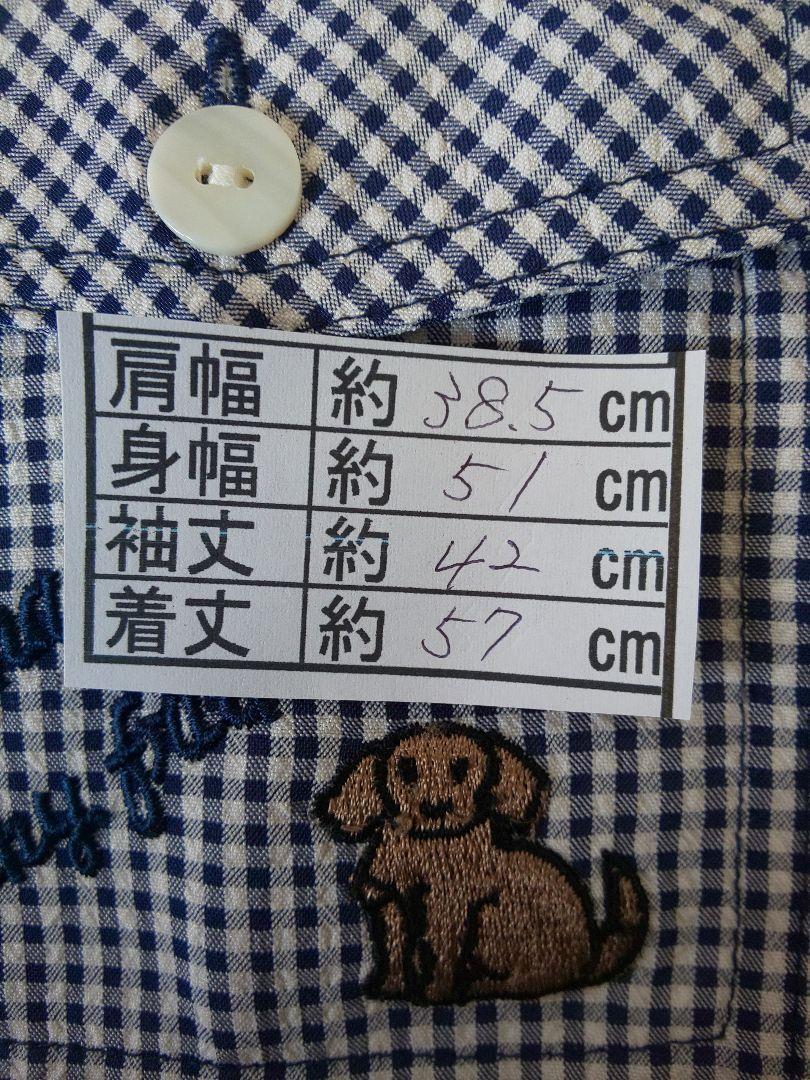 肩幅 約 38.5 cm
身幅 約 51 cm
袖丈 約 42 cm
着丈 約 57 cm